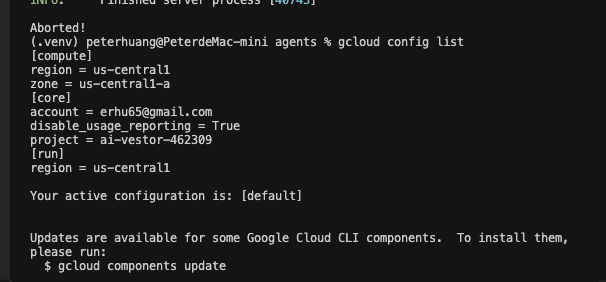 INFO:     Finished server process [40743]

Aborted!
(.venv) peterhuang@PeterdeMac-mini agents % gcloud config list
[compute]
region = us-central1
zone = us-central1-a
[core]
account = erhu65@gmail.com
disable_usage_reporting = True
project = ai-vestor-462309
[run]
region = us-central1

Your active configuration is: [default]


Updates are available for some Google Cloud CLI components.  To install them,
please run:
  $ gcloud components update